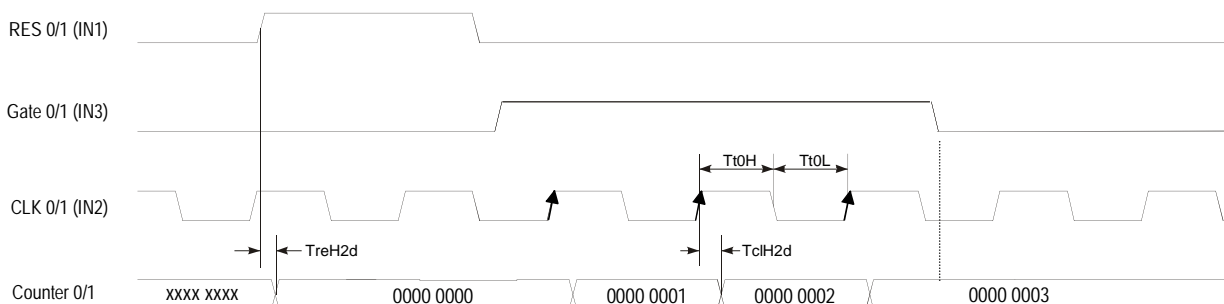 RES 0/1 (IN1)
Gate 0/1 (IN3)
Tt0H Tt0L
CLK 0/1 (IN2)
TreH2d TclH2d
Counter 0/1 xxxx xxxx 0000 0000 0000 0001 0000 0002 0000 0003